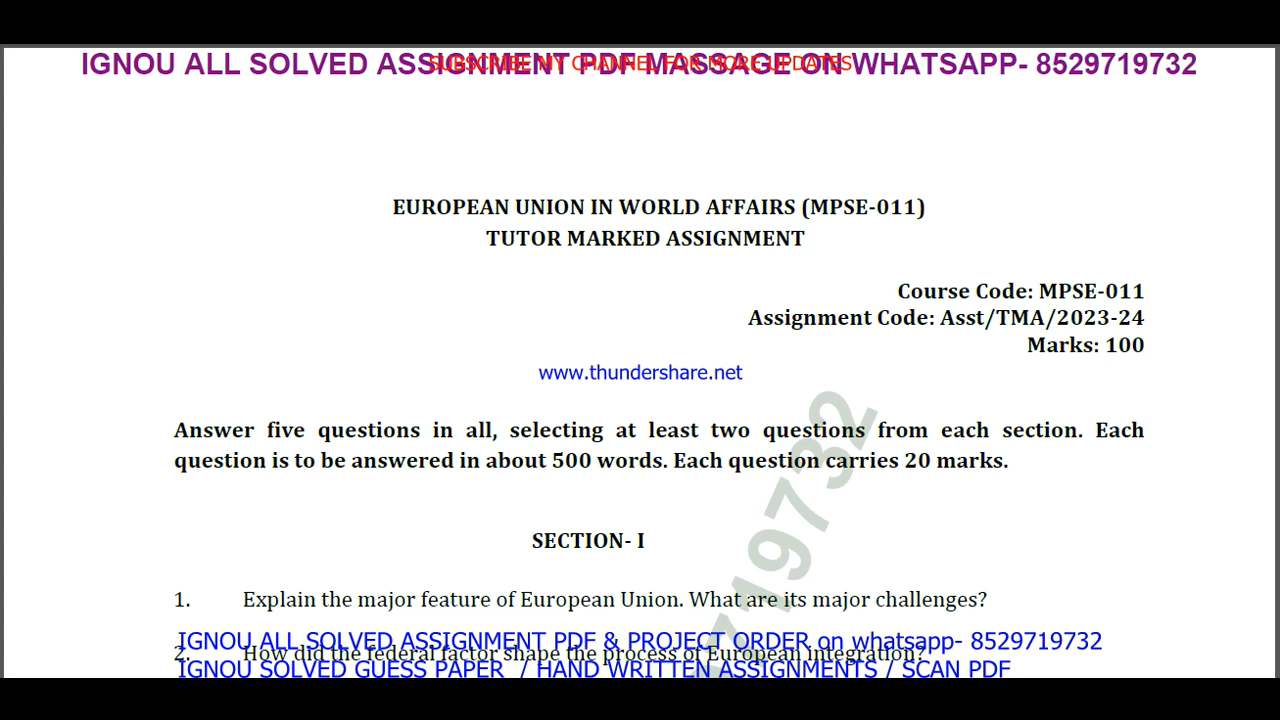 IGNOU ALL SOLVED ASSIGNMENT PDF MASSAGE ON WHATSAPP- 8529719732
SUBSCRIBE MY CHANNEL FOR MORE UPDATES
EUROPEAN UNION IN WORLD AFFAIRS (MPSE-011)
TUTOR MARKED ASSIGNMENT
Course Code: MPSE-011
Assignment Code: Asst/TMA/2023-24
Marks: 100
www.thundershare.net
Answer five questions in all, selecting at least two questions from each section. Each
question is to be answered in about 500 words. Each question carries 20 marks.
SECTION- I
1. Explain the major feature of European Union. What are its major challenges?
IGNOU ALL SOLVED ASSIGNMENT PDF & PROJECT ORDER on whatsapp- 8529719732
2. How did the federal factor shape the process of European integration?
IGNOU SOLVED GUESS PAPER / HAND WRITTEN ASSIGNMENTS / SCAN PDF